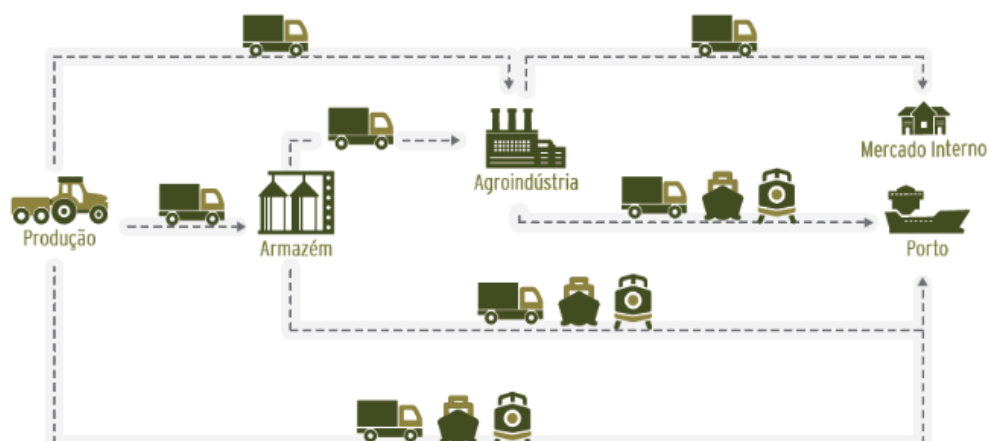 Mercado Interno
Agroindústria
Produção
Armazém
Porto